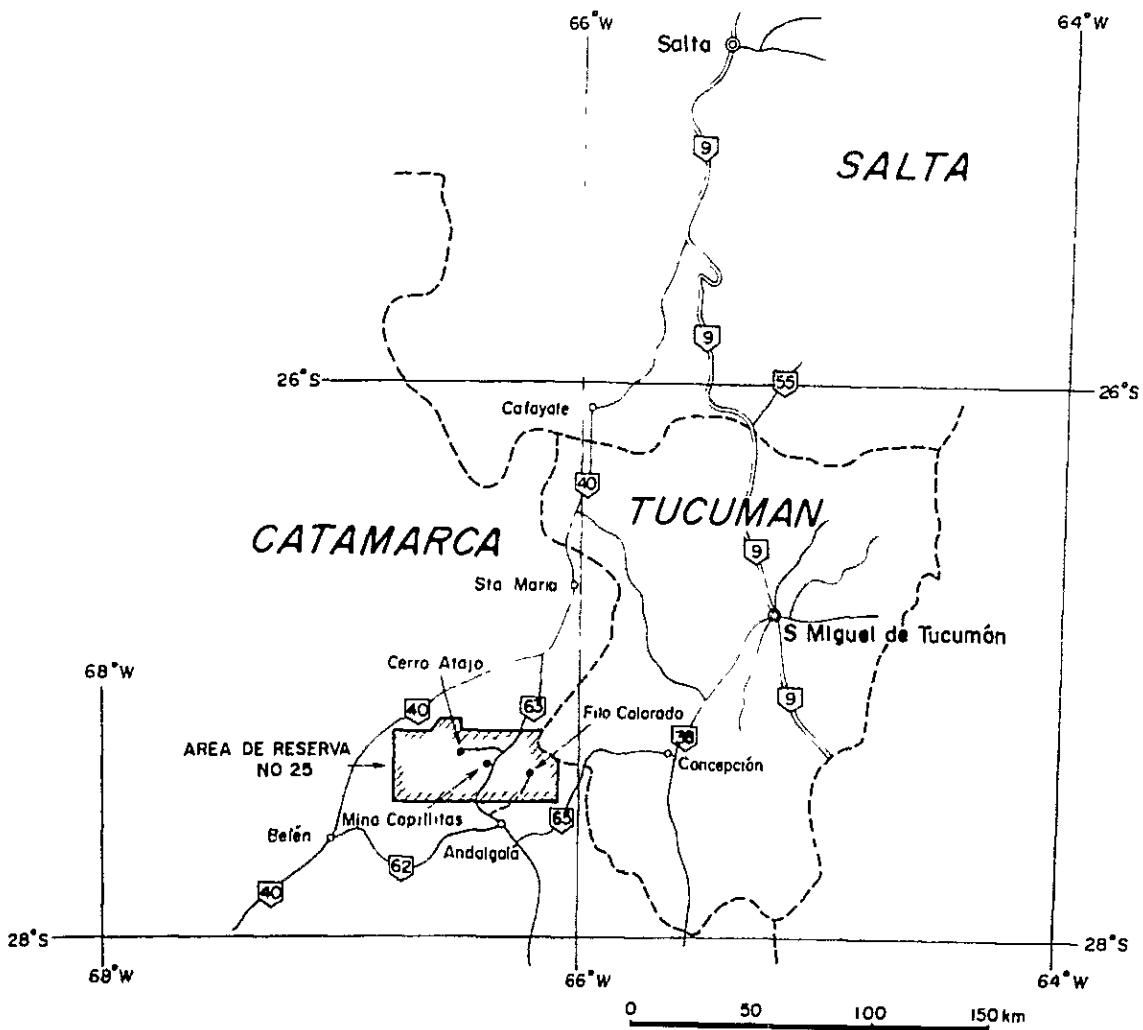 66°W
64°W
Salta
9
SALTA
9
26°S
55
26°S
Cafayate
40
TUCUMAN
CATAMARCA
9
Sta Maria
S Miguel de Tucumán
68°W
Cerro Atajo
40
63
Filo Colorado
9
AREA DE RESERVA
NO 25
38
Concepción
Mina Capillitas
65
Belén
Andalgalá
62
40
28°S
28°S
68°W
66°W
64°W
0 50 100 150 km